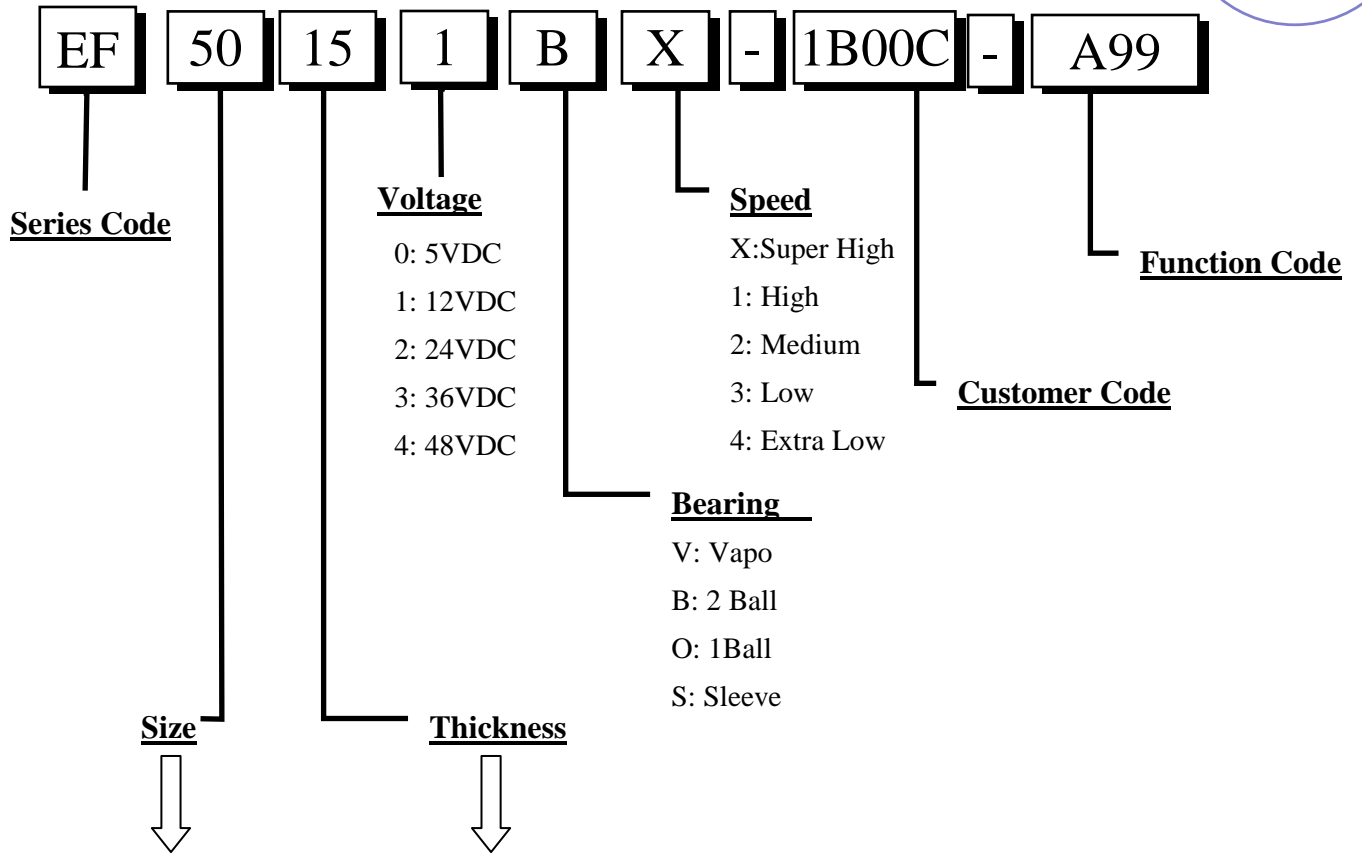 EF 50 15 1 B X - 1B00C - A99
Series Code
Voltage
0: 5VDC
1: 12VDC
2: 24VDC
3: 36VDC
4: 48VDC
Speed
X:Super High
1: High
2: Medium
3: Low
4: Extra Low
Function Code
Customer Code
Bearing
V: Vapo
B: 2 Ball
O: 1Ball
S: Sleeve
Size
Thickness